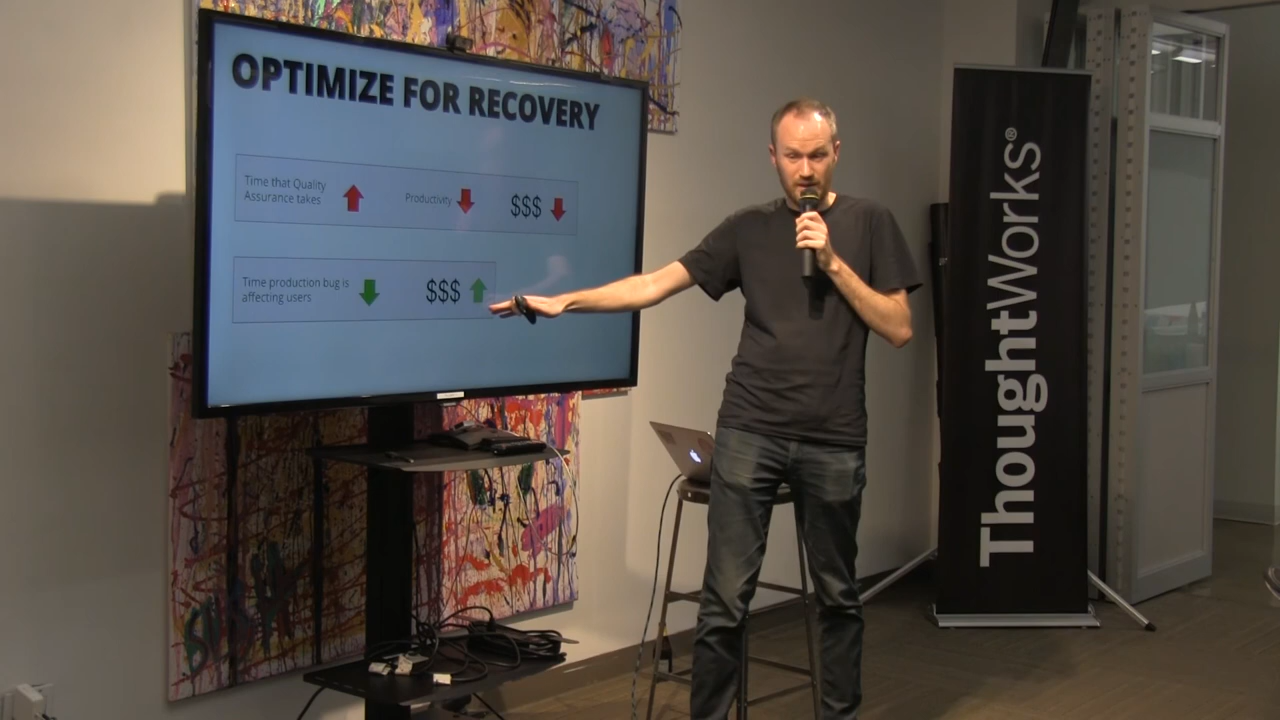 OPTIMIZE FOR RECOVERY
Time that Quality
Assurance takes
Productivity
$$$
Time production bug is
affecting users
$$$
ThoughtWorks®